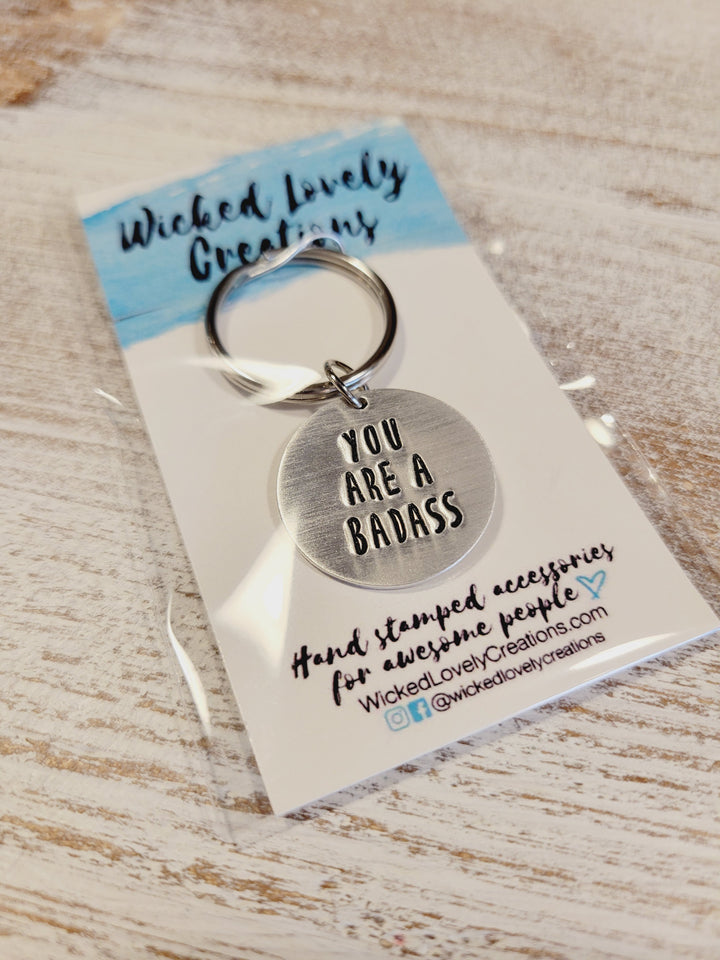 Wicked Lovely
Creations
YOU
ARE A
BADASS
Hand stamped accessories
for awesome people
WickedLovelyCreations.com
@wickedlovelycreations